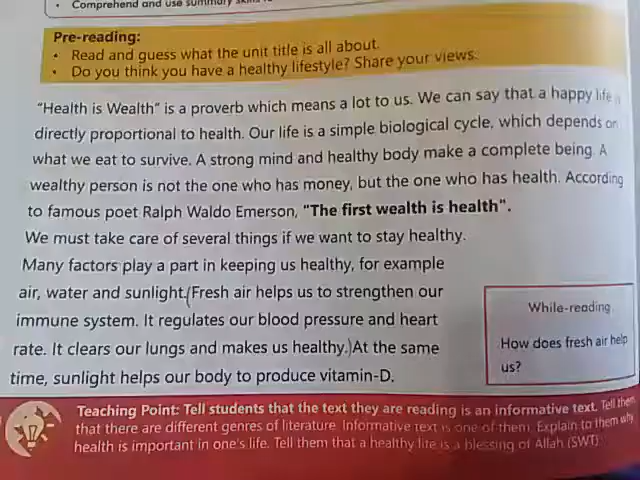 • Comprehend and use summary skills to
Pre-reading:
• Read and guess what the unit title is all about.
• Do you think you have a healthy lifestyle? Share your views.
"Health is Wealth" is a proverb which means a lot to us. We can say that a happy life
directly proportional to health. Our life is a simple biological cycle, which depends on
what we eat to survive. A strong mind and healthy body make a complete being. A
wealthy person is not the one who has money, but the one who has health. According
to famous poet Ralph Waldo Emerson, "The first wealth is health".
We must take care of several things if we want to stay healthy.
Many factors play a part in keeping us healthy, for example
air, water and sunlight.(Fresh air helps us to strengthen our
immune system. It regulates our blood pressure and heart
rate. It clears our lungs and makes us healthy.)At the same
time, sunlight helps our body to produce vitamin-D.
While-reading
How does fresh air help
us?
Teaching Point: Tell students that the text they are reading is an informative text. Tell them
that there are different genres of literature. Informative text is one of them. Explain to them why
health is important in one's life. Tell them that a healthy life is a blessing of Allah (SWT).